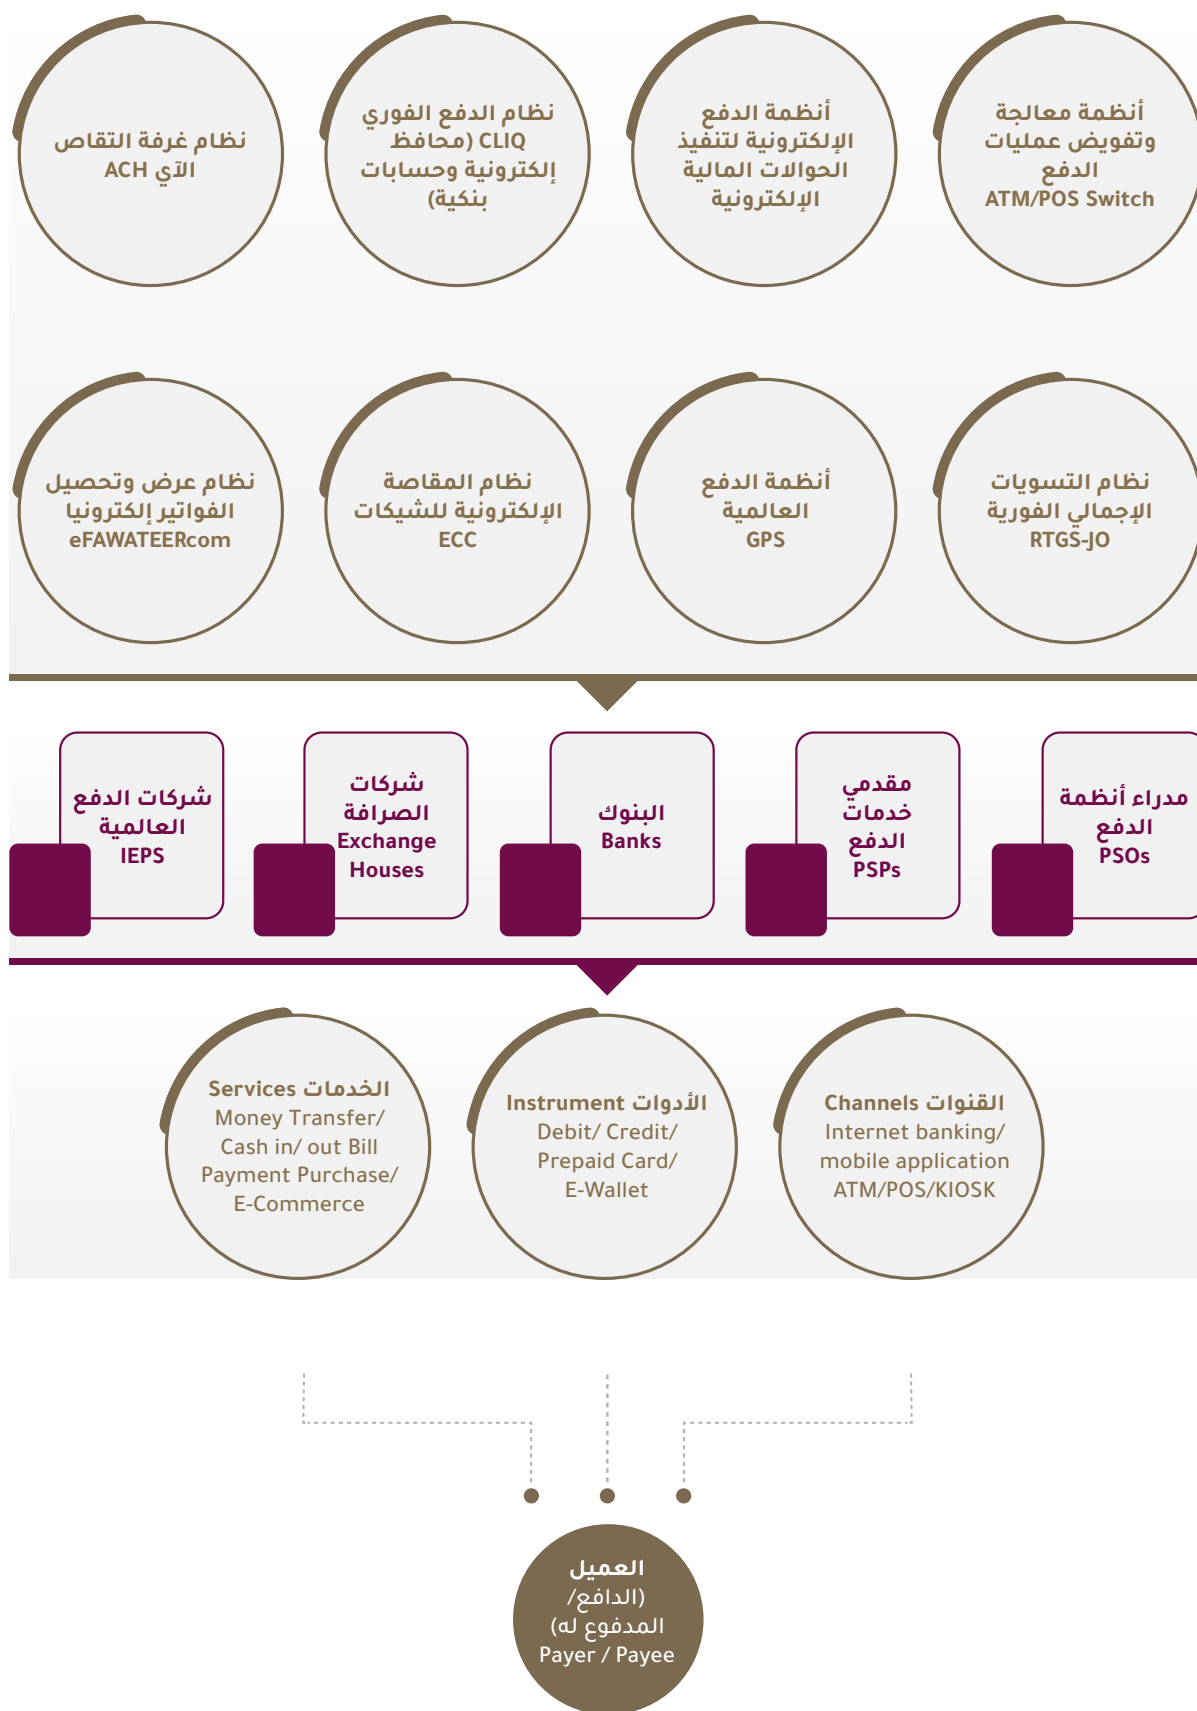 أنظمة معالجة
وتفويض عمليات
الدفع
ATM/POS Switch
أنظمة الدفع
الإلكترونية لتنفيذ
الحوالات المالية
الإلكترونية
نظام الدفع الفوري
CLIQ (محافظ
إلكترونية وحسابات
بنكية)
نظام غرفة التقاص
الآي ACH
نظام التسويات
الإجمالي الفورية
RTGS-JO
أنظمة الدفع
العالمية
GPS
نظام المقاصة
الإلكترونية للشيكات
ECC
نظام عرض وتحصيل
الفواتير إلكترونيا
eFAWATEERcom
مدراء أنظمة
الدفع
PSOs
مقدمي
خدمات
الدفع
PSPs
البنوك
Banks
شركات
الصرافة
Exchange
Houses
شركات الدفع
العالمية
IEPS
القنوات Channels
Internet banking/
mobile application
ATM/POS/KIOSK
الأدوات Instrument
Debit/ Credit/
Prepaid Card/
E-Wallet
الخدمات Services
Money Transfer/
Cash in/ out Bill
Payment Purchase/
E-Commerce
العميل
(الدافع/
المدفوع له)
Payer / Payee